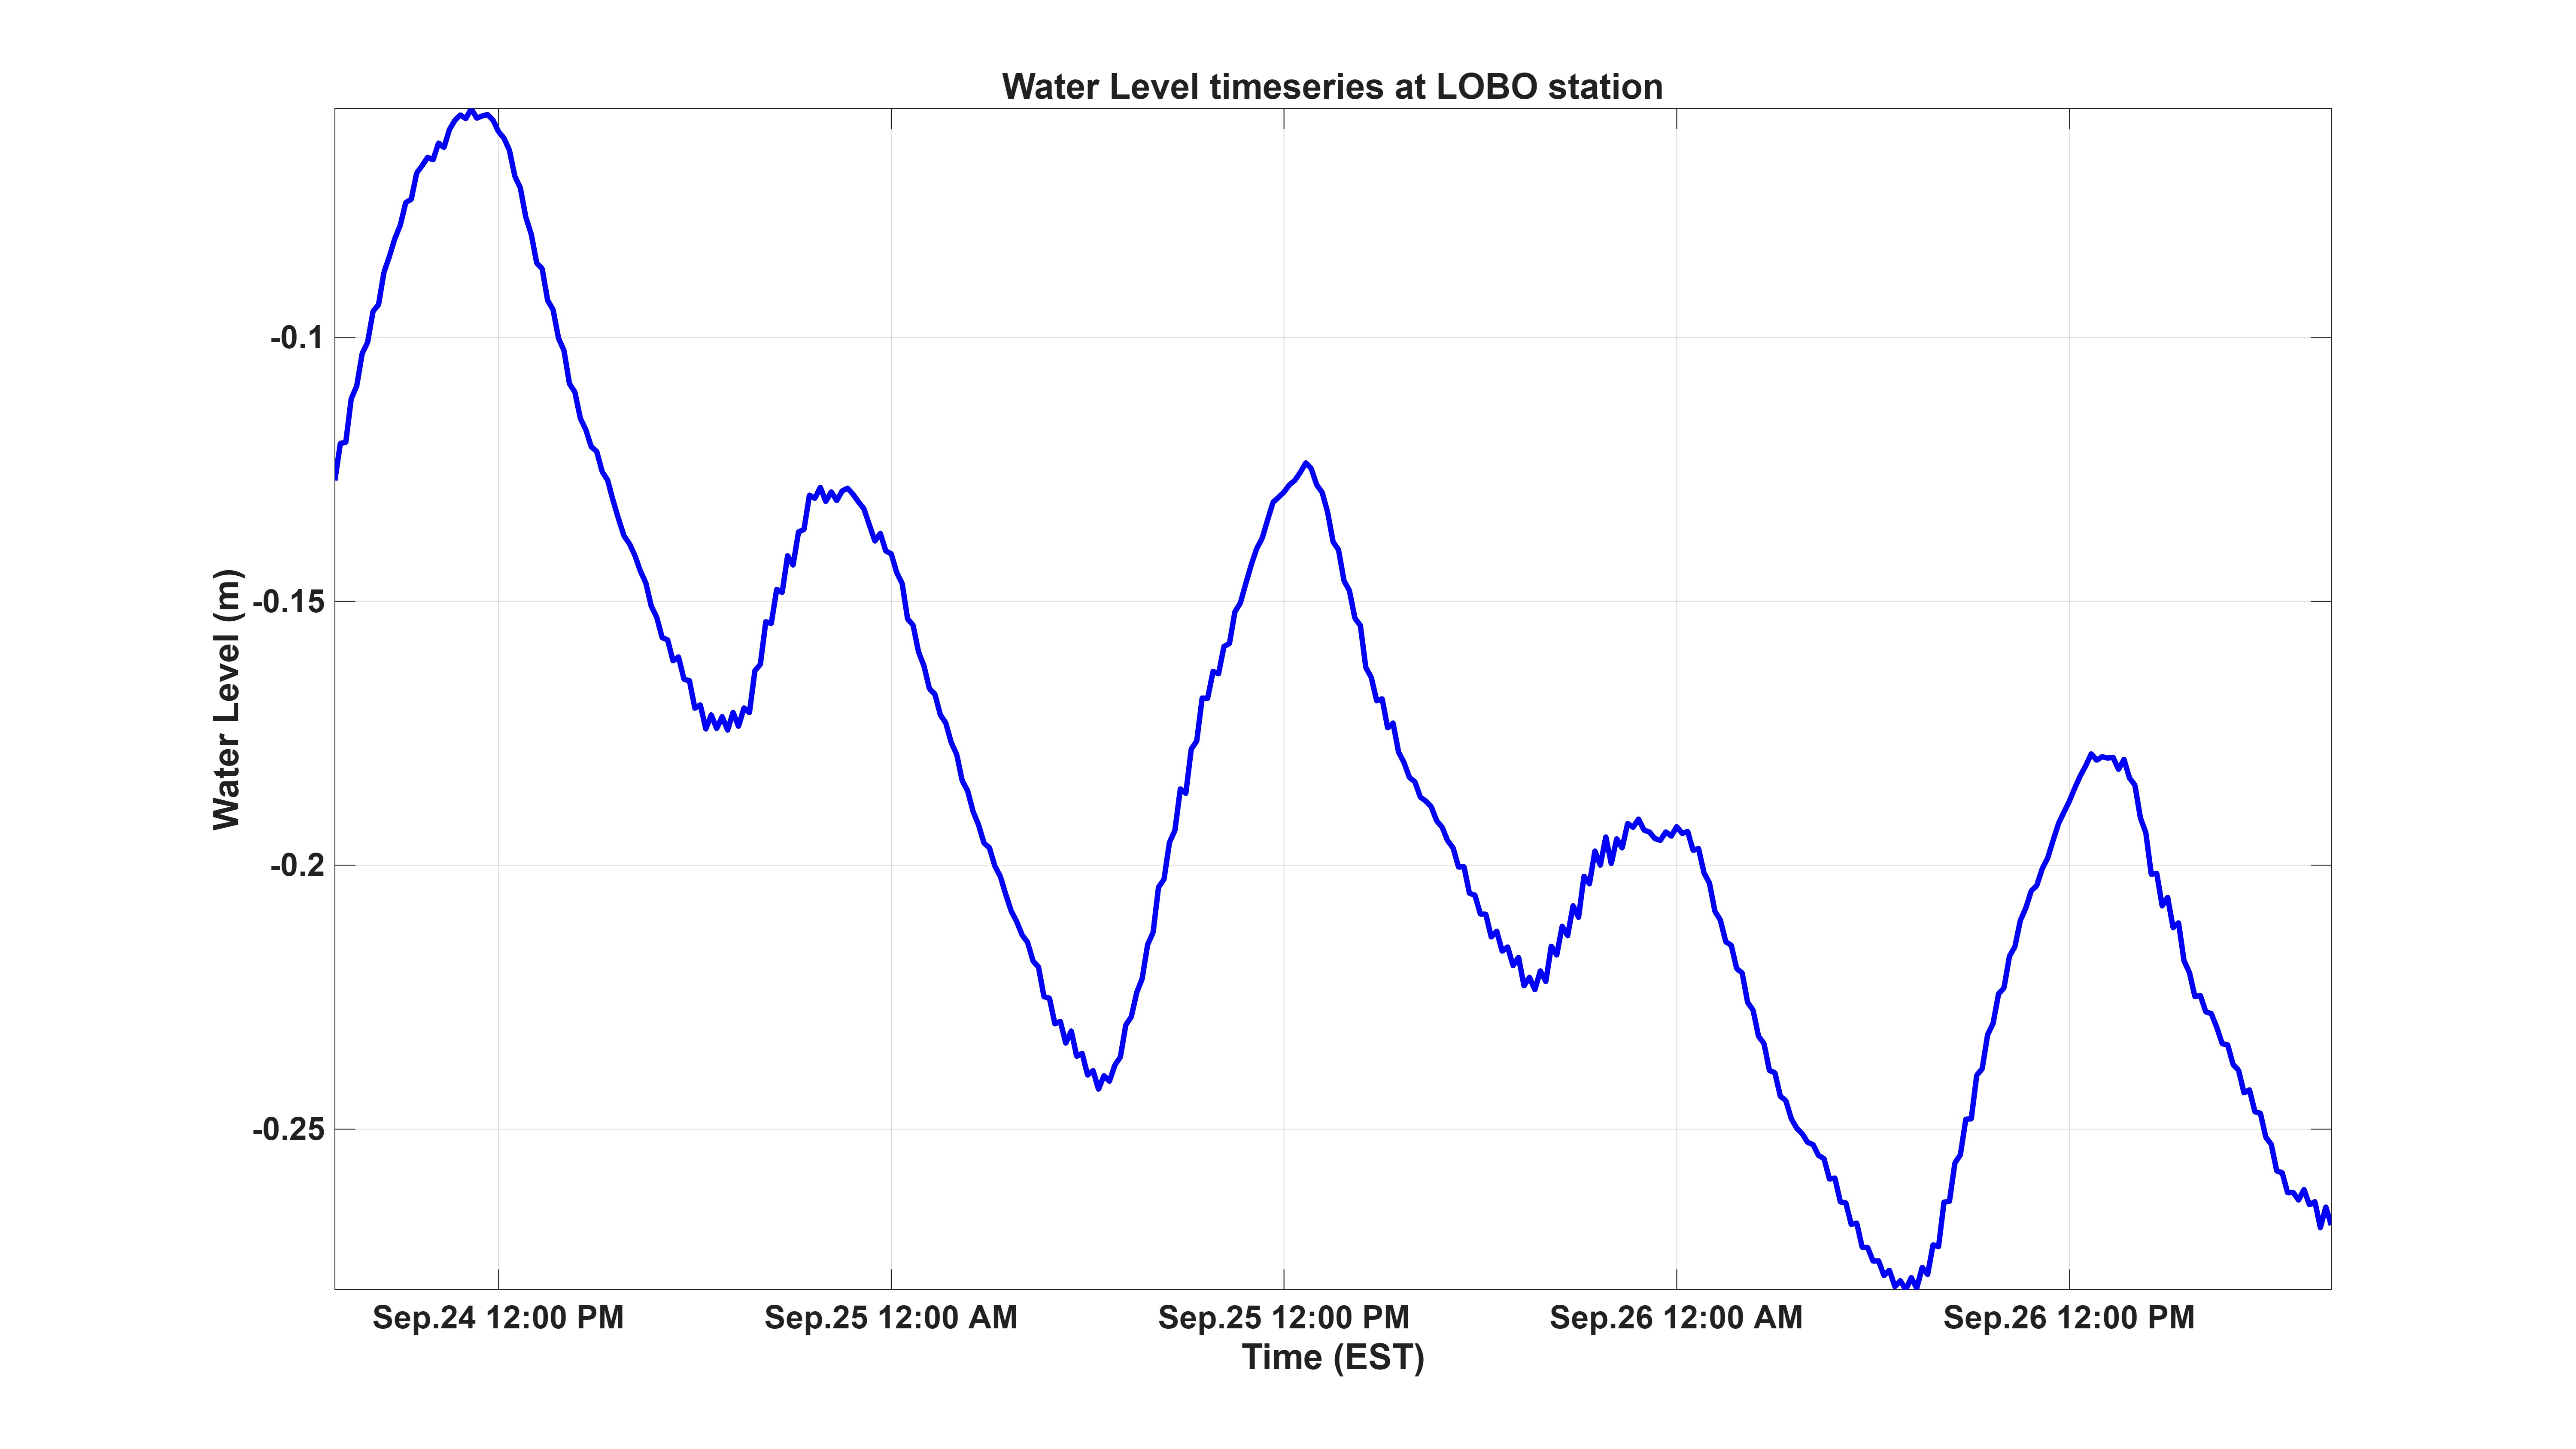 Water Level timeseries at LOBO station
Water Level (m)
-0.1
-0.15
-0.2
-0.25
Sep.24 12:00 PM
Sep.25 12:00 AM
Sep.25 12:00 PM
Sep.26 12:00 AM
Sep.26 12:00 PM
Time (EST)